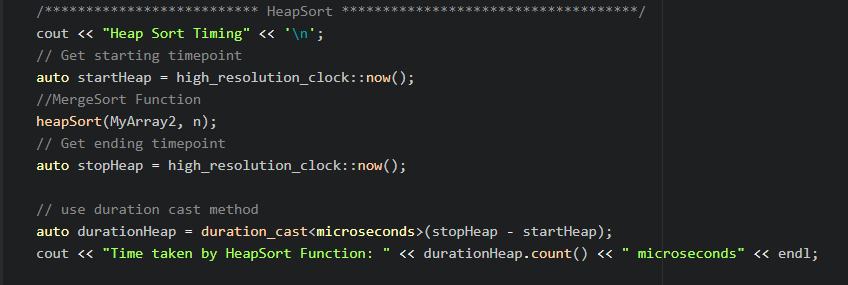 /************************** HeapSort ************************************/
cout << "Heap Sort Timing" << '\n';
// Get starting timepoint
auto startHeap = high_resolution_clock::now();
//MergeSort Function
heapSort(MyArray2, n);
// Get ending timepoint
auto stopHeap = high_resolution_clock::now();
// use duration cast method
auto durationHeap = duration_cast<microseconds>(stopHeap - startHeap);
cout << "Time taken by HeapSort Function: " << durationHeap.count() << " microseconds" << endl;